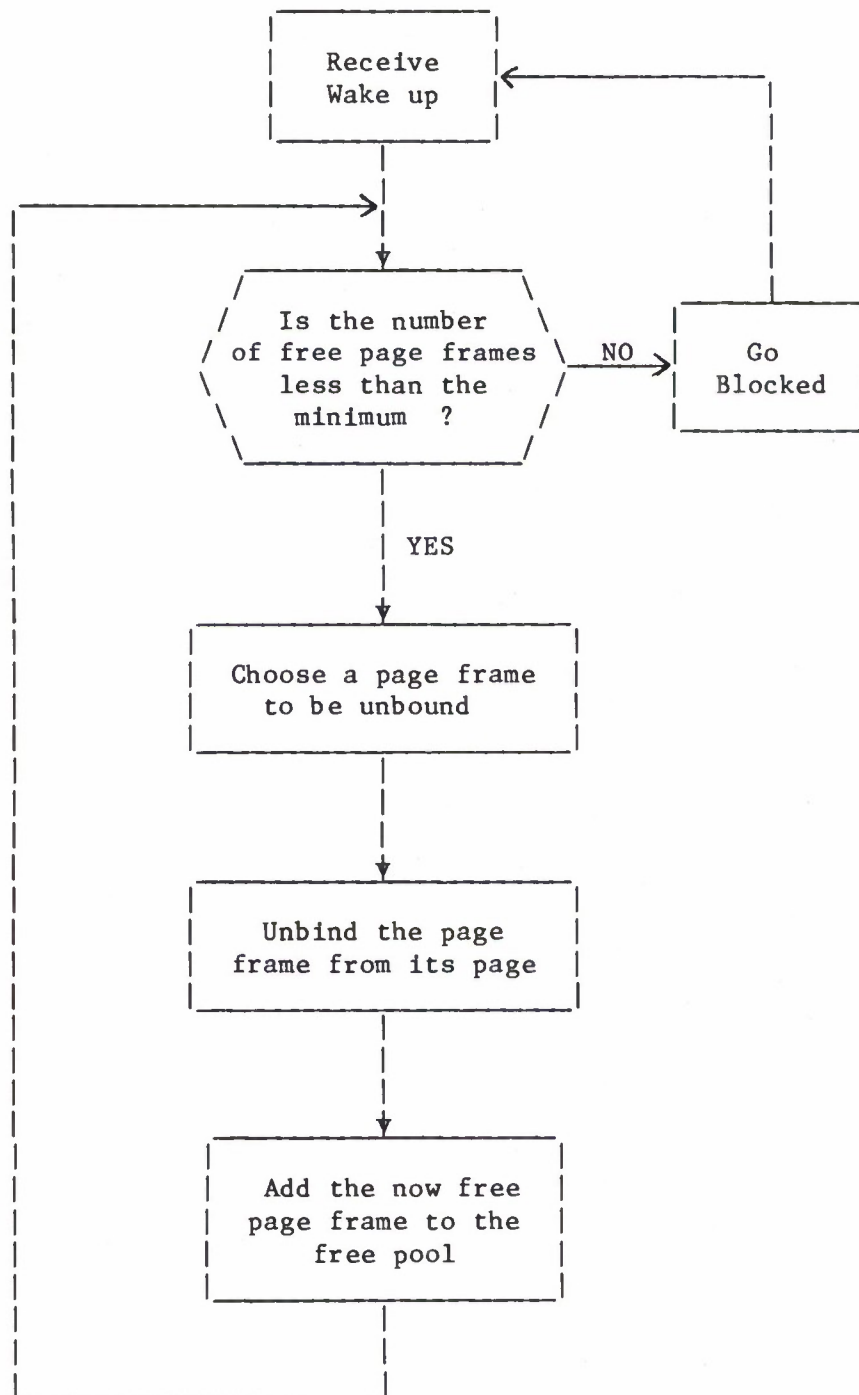 Receive
Wake up
Is the number
of free page frames
less than the
minimum ?
NO
Go
Blocked
YES
Choose a page frame
to be unbound
Unbind the page
frame from its page
Add the now free
page frame to the
free pool